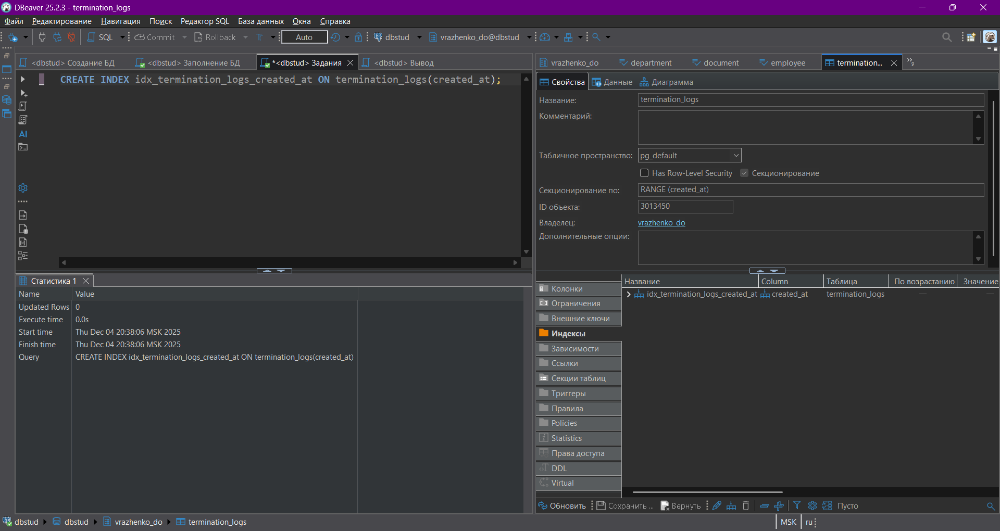 DBeaver 25.2.3 - termination_logs
Файл Редактирование Навигация Поиск Редактор SQL База данных Окна Справка
SQL Commit Rollback T Auto dbstud vrazhenko_do@dbstud
<dbstud> Создание БД <dbstud> Заполнение БД *<dbstud> Задания <dbstud> Вывод
CREATE INDEX idx_termination_logs_created_at ON termination_logs(created_at);
AI
Статистика 1
Name Value
Updated Rows 0
Execute time 0.0s
Start time Thu Dec 04 20:38:06 MSK 2025
Finish time Thu Dec 04 20:38:06 MSK 2025
Query CREATE INDEX idx_termination_logs_created_at ON termination_logs(created_at)
vrazhenko_do department document employee termination... »9
Свойства Данные Диаграмма
Название: termination_logs
Комментарий:
Табличное пространство: pg_default
Has Row-Level Security Секционирование
Секционирование по: RANGE (created_at)
ID объекта: 3013450
Владелец: vrazhenko_do
Дополнительные опции:
Колонки
Ограничения
Внешние ключи
Индексы
Зависимости
Ссылки
Секции таблиц
Триггеры
Правила
Policies
Statistics
Права доступа
DDL
Virtual
Название Column Таблица По возрастанию Значение
idx_termination_logs_created_at created_at termination_logs
Обновить Сохранить ... Вернуть Пусто
dbstud dbstud vrazhenko_do termination_logs MSK ru